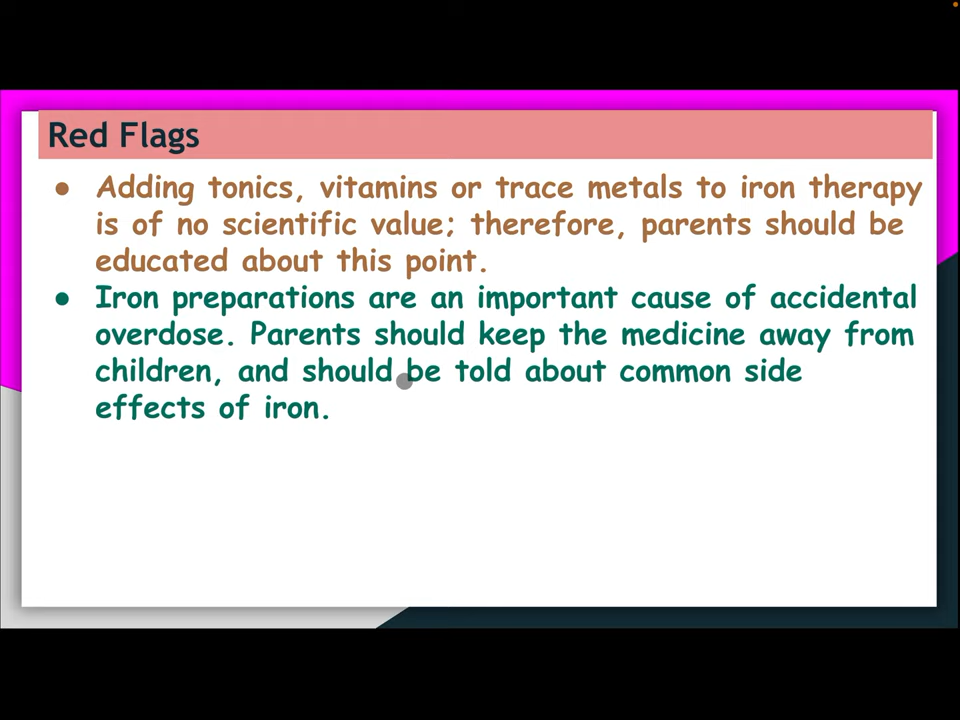 Red Flags
● Adding tonics, vitamins or trace metals to iron therapy
is of no scientific value; therefore, parents should be
educated about this point.
● Iron preparations are an important cause of accidental
overdose. Parents should keep the medicine away from
children, and should be told about common side
effects of iron.